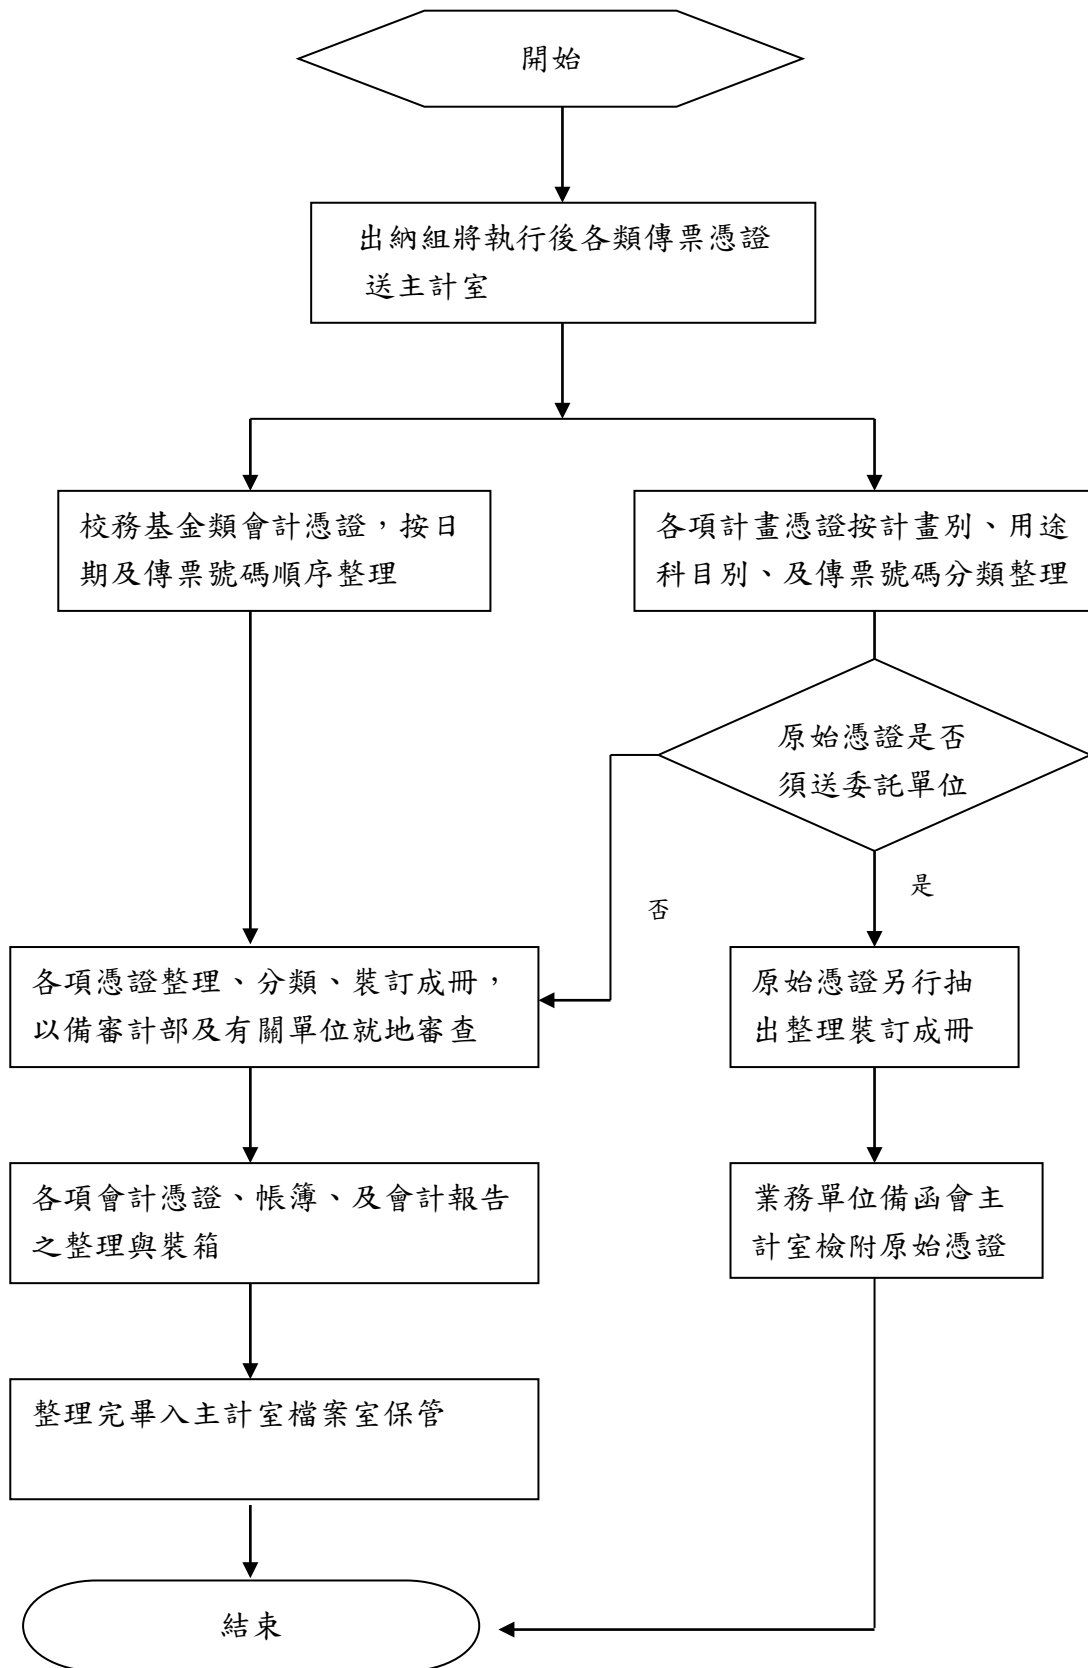 開始
出納組將執行後各類傳票憑證
送主計室
校務基金類會計憑證，按日
期及傳票號碼順序整理
各項計畫憑證按計畫別、用途
科目別、及傳票號碼分類整理
原始憑證是否
須送委託單位
是
否
各項憑證整理、分類、裝訂成冊，
以備審計部及有關單位就地審查
原始憑證另行抽
出整理裝訂成冊
各項會計憑證、帳簿、及會計報告
之整理與裝箱
業務單位備函會主
計室檢附原始憑證
整理完畢入主計室檔案室保管
結束